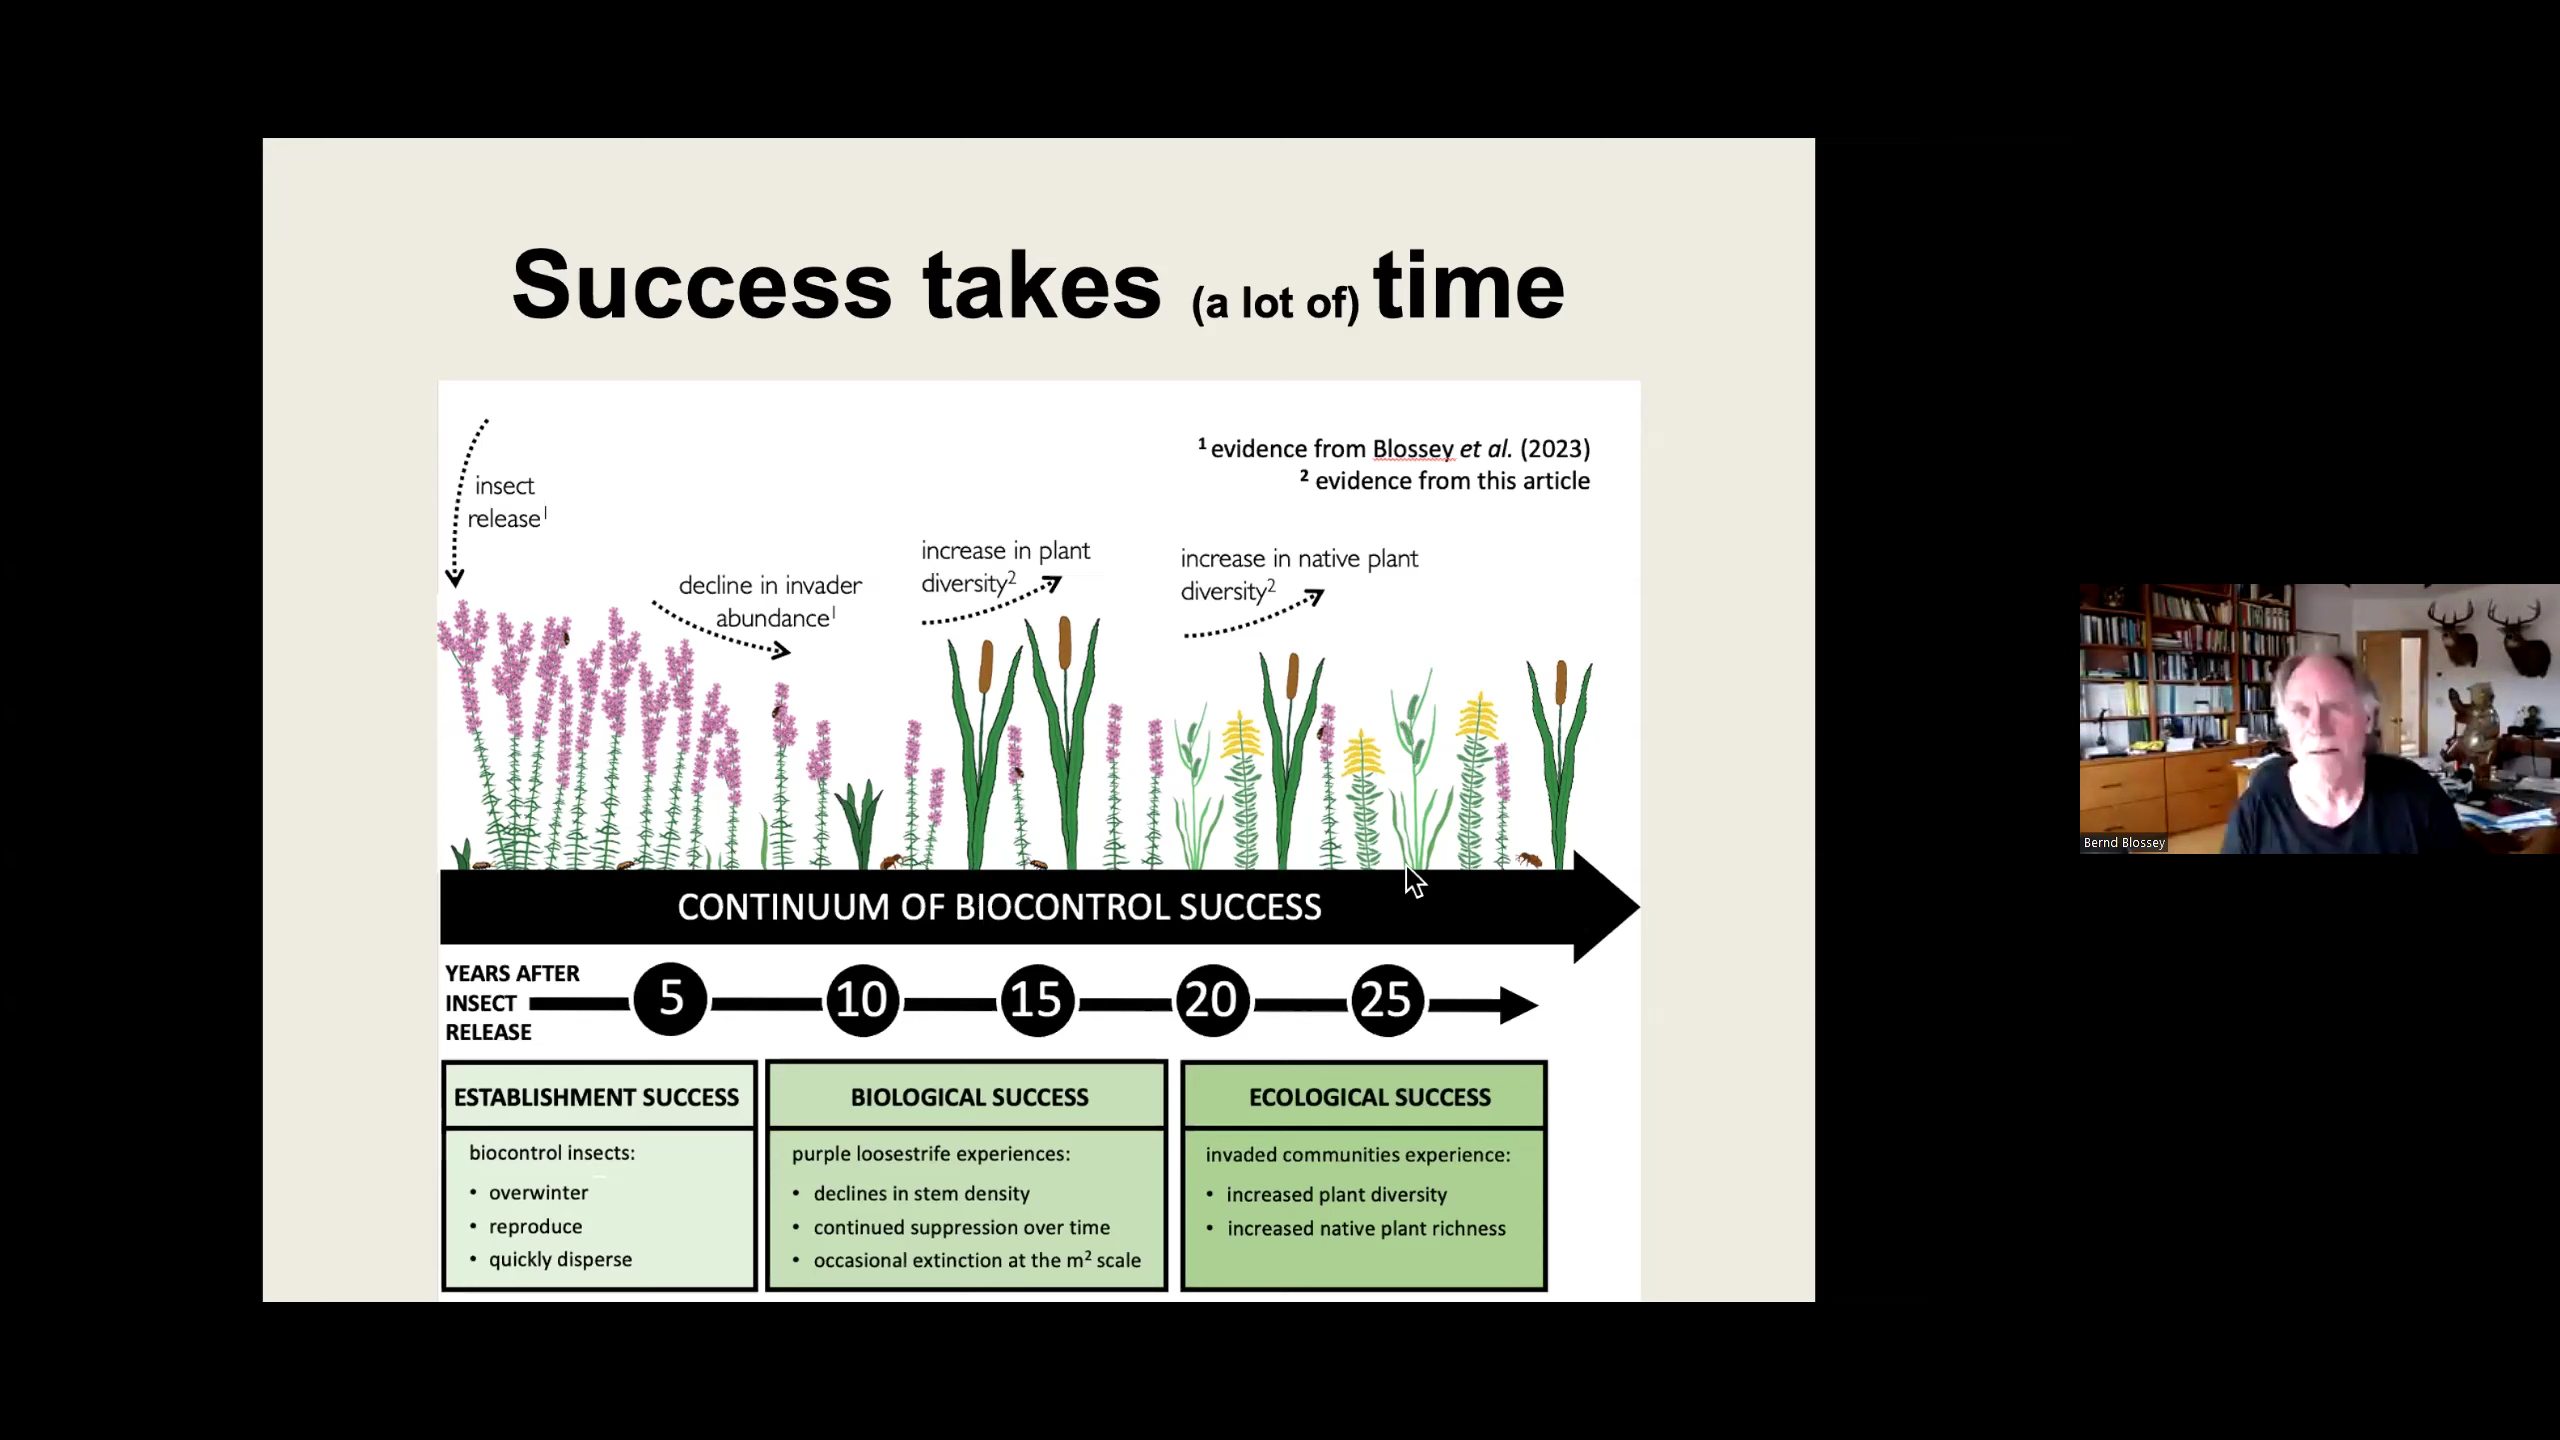 Success takes (a lot of) time
¹ evidence from Blossey et al. (2023)
² evidence from this article
insect
release¹
decline in invader
abundance¹
increase in plant
diversity²
increase in native plant
diversity²
CONTINUUM OF BIOCONTROL SUCCESS
YEARS AFTER
INSECT
RELEASE
5 10 15 20 25
ESTABLISHMENT SUCCESS
biocontrol insects:
• overwinter
• reproduce
• quickly disperse
BIOLOGICAL SUCCESS
purple loosestrife experiences:
• declines in stem density
• continued suppression over time
• occasional extinction at the m² scale
ECOLOGICAL SUCCESS
invaded communities experience:
• increased plant diversity
• increased native plant richness
Bernd Blossey